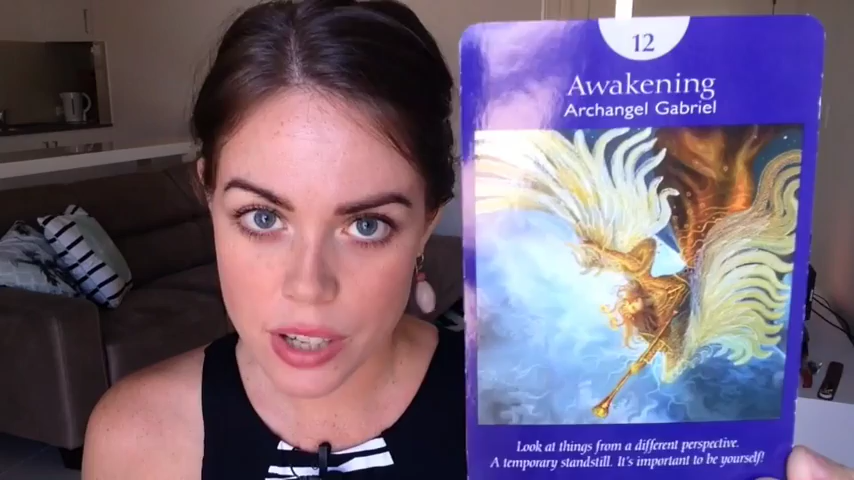 12
Awakening
Archangel Gabriel
Look at things from a different perspective.
A temporary standstill. It's important to be yourself!